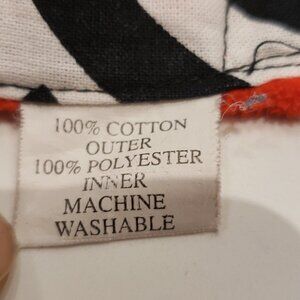 100% COTTON
OUTER
100% POLYESTER
INNER
MACHINE
WASHABLE